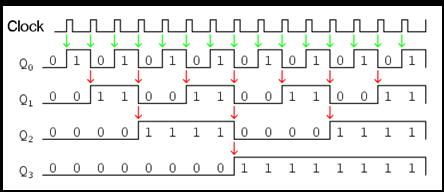 Clock
Q0 0 1 0 1 0 1 0 1 0 1 0 1 0 1 0 1
Q1 0 0 1 1 0 0 1 1 0 0 1 1 0 0 1 1
Q2 0 0 0 0 1 1 1 1 0 0 0 0 1 1 1 1
Q3 0 0 0 0 0 0 0 0 1 1 1 1 1 1 1 1